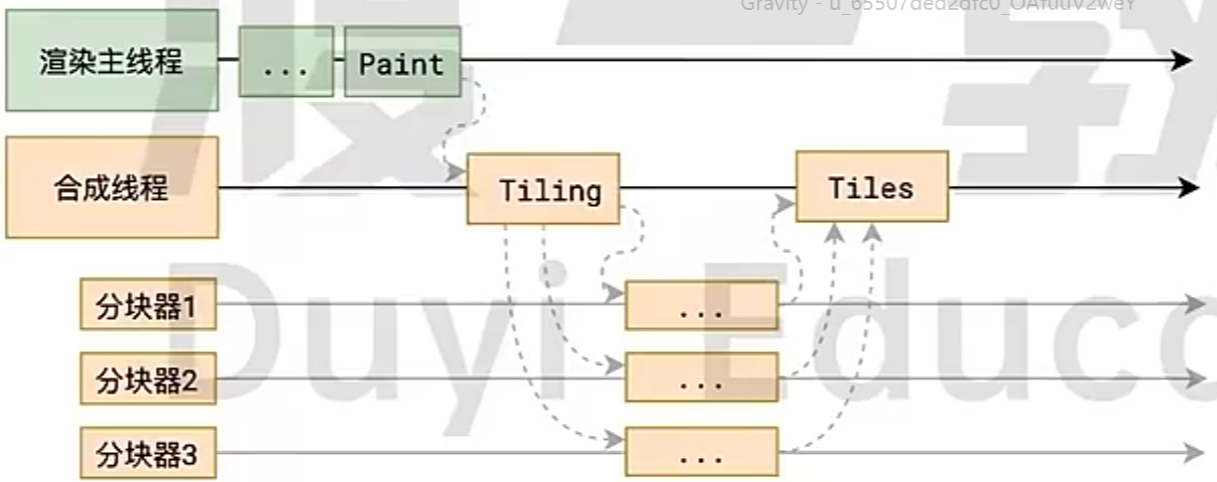 Gravity - u_65507ded2dfc0_OAfuuV2weY
渲染主线程
...
Paint
合成线程
Tiling
Tiles
分块器1
...
分块器2
...
分块器3
...
Duyi Educ